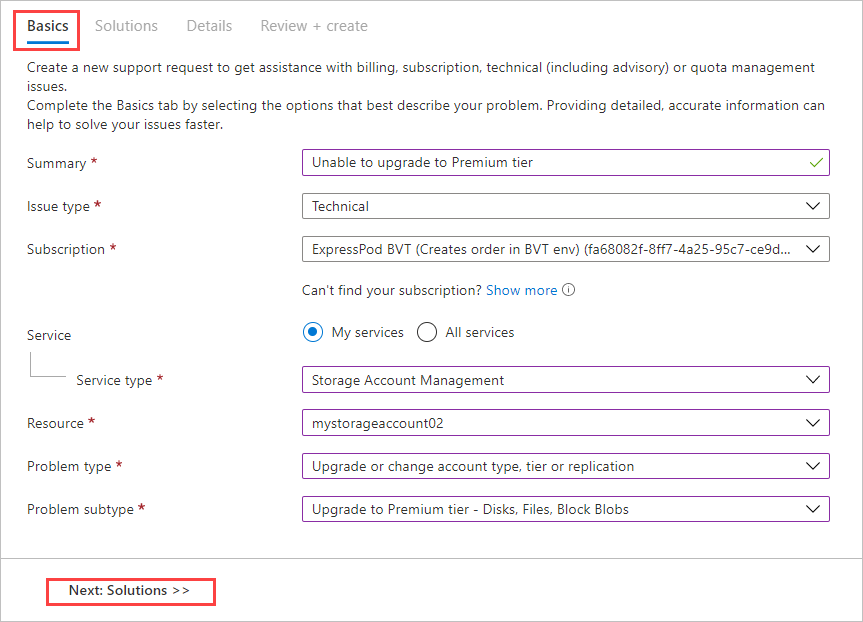 Basics Solutions Details Review + create
Create a new support request to get assistance with billing, subscription, technical (including advisory) or quota management
issues.
Complete the Basics tab by selecting the options that best describe your problem. Providing detailed, accurate information can
help to solve your issues faster.
Summary * Unable to upgrade to Premium tier
Issue type * Technical
Subscription * ExpressPod BVT (Creates order in BVT env) (fa68082f-8ff7-4a25-95c7-ce9d...
Can't find your subscription? Show more
Service My services All services
Service type * Storage Account Management
Resource * mystorageaccount02
Problem type * Upgrade or change account type, tier or replication
Problem subtype * Upgrade to Premium tier - Disks, Files, Block Blobs
Next: Solutions >>